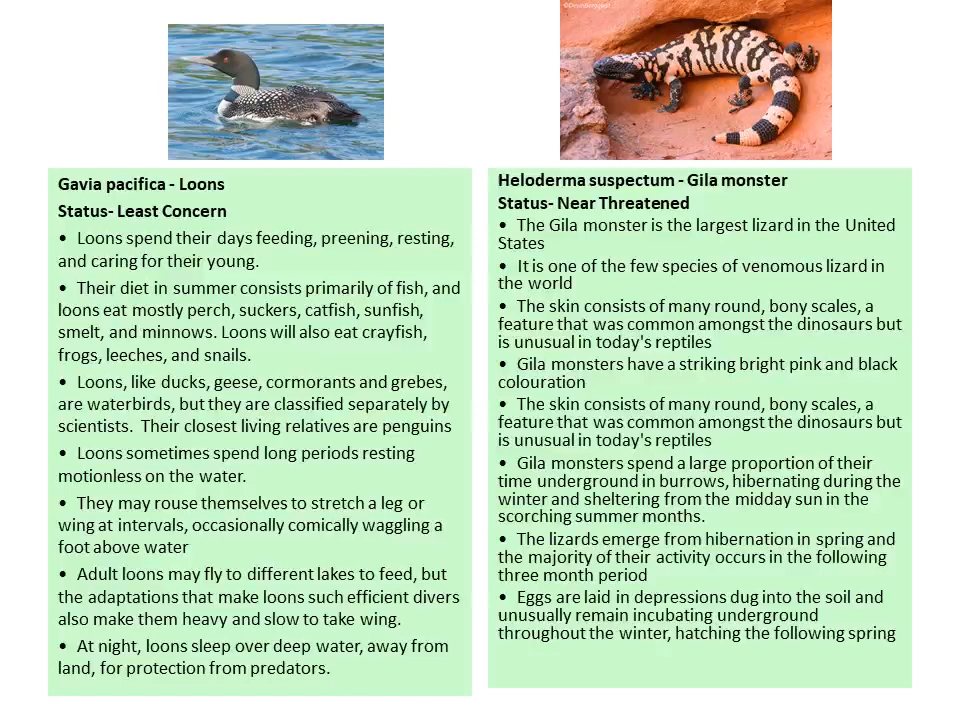 Gavia pacifica - Loons
Status- Least Concern
• Loons spend their days feeding, preening, resting,
and caring for their young.
• Their diet in summer consists primarily of fish, and
loons eat mostly perch, suckers, catfish, sunfish,
smelt, and minnows. Loons will also eat crayfish,
frogs, leeches, and snails.
• Loons, like ducks, geese, cormorants and grebes,
are waterbirds, but they are classified separately by
scientists. Their closest living relatives are penguins
• Loons sometimes spend long periods resting
motionless on the water.
• They may rouse themselves to stretch a leg or
wing at intervals, occasionally comically waggling a
foot above water
• Adult loons may fly to different lakes to feed, but
the adaptations that make loons such efficient divers
also make them heavy and slow to take wing.
• At night, loons sleep over deep water, away from
land, for protection from predators.
Heloderma suspectum - Gila monster
Status- Near Threatened
• The Gila monster is the largest lizard in the United
States
• It is one of the few species of venomous lizard in
the world
• The skin consists of many round, bony scales, a
feature that was common amongst the dinosaurs but
is unusual in today's reptiles
• Gila monsters have a striking bright pink and black
colouration
• The skin consists of many round, bony scales, a
feature that was common amongst the dinosaurs but
is unusual in today's reptiles
• Gila monsters spend a large proportion of their
time underground in burrows, hibernating during the
winter and sheltering from the midday sun in the
scorching summer months.
• The lizards emerge from hibernation in spring and
the majority of their activity occurs in the following
three month period
• Eggs are laid in depressions dug into the soil and
unusually remain incubating underground
throughout the winter, hatching the following spring